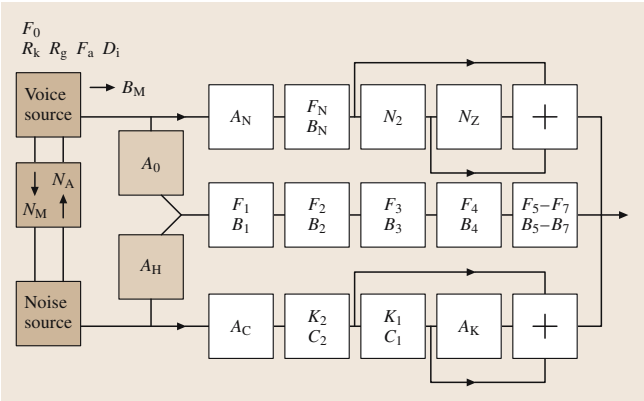 F0
Rk Rg Fa Di
Voice
source
BM
AN
FN
BN
N2
NZ
+
A0
NA
NM
F1
B1
F2
B2
F3
B3
F4
B4
F5–F7
B5–B7
AH
Noise
source
AC
K2
C2
K1
C1
AK
+